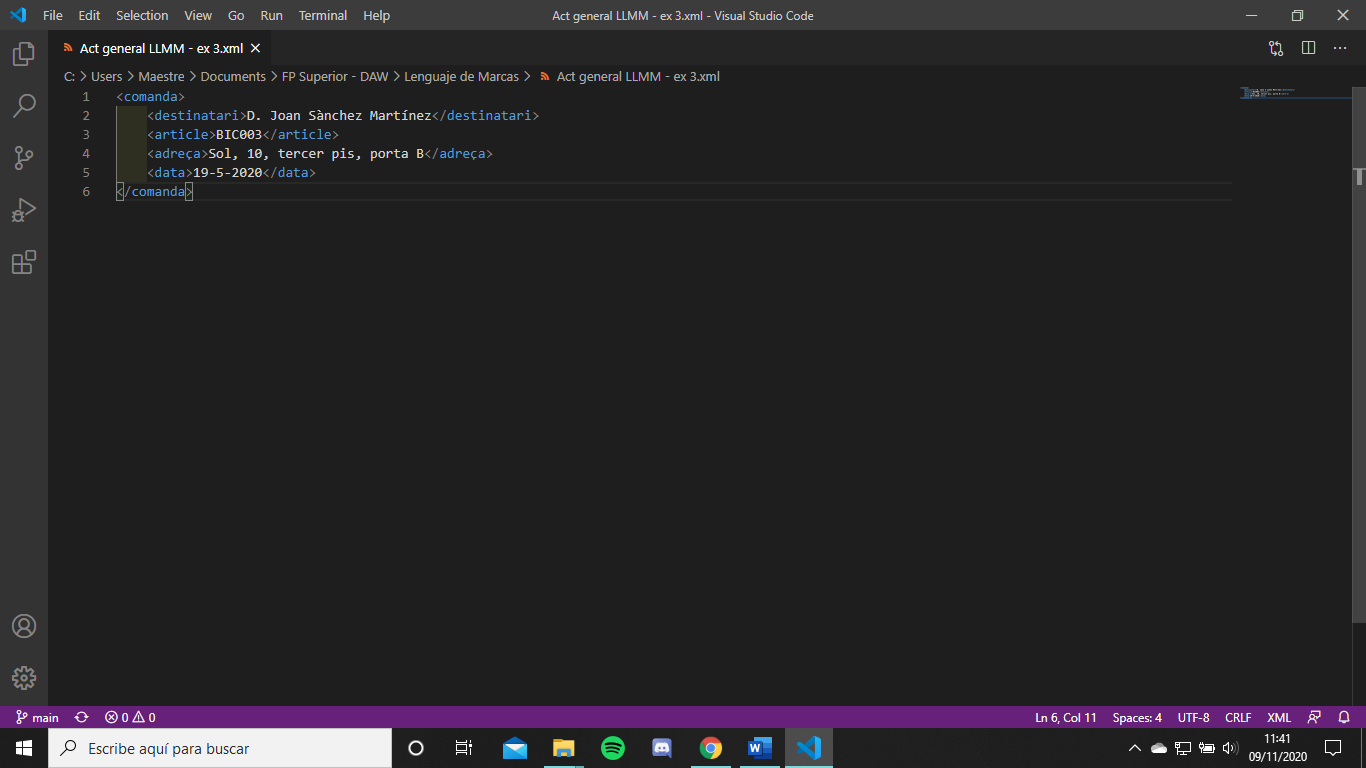 File Edit Selection View Go Run Terminal Help
Act general LLMM - ex 3.xml - Visual Studio Code
Act general LLMM - ex 3.xml
C: > Users > Maestre > Documents > FP Superior - DAW > Lenguaje de Marcas > Act general LLMM - ex 3.xml
1 <comanda>
2 <destinatari>D. Joan Sànchez Martínez</destinatari>
3 <article>BIC003</article>
4 <adreça>Sol, 10, tercer pis, porta B</adreça>
5 <data>19-5-2020</data>
6 </comanda>
main 0 0 Ln 6, Col 11 Spaces: 4 UTF-8 CRLF XML
Escribe aquí para buscar
11:41
09/11/2020